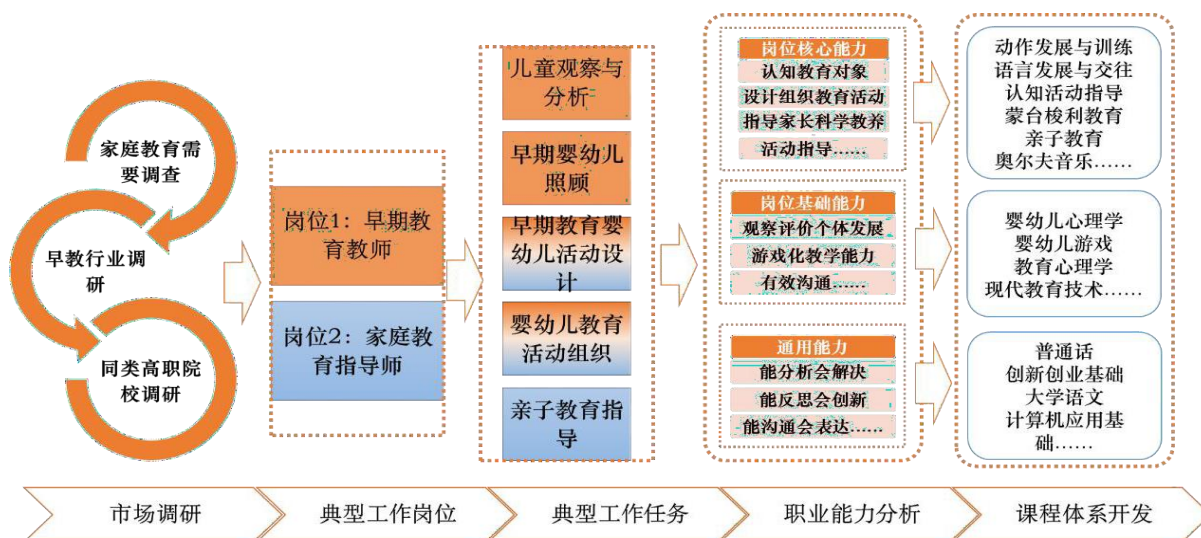 家庭教育需
要调查
早教行业调
研
同类高职院
校调研
岗位1：早期教
育教师
岗位2：家庭教
育指导师
儿童观察与
分析
早期婴幼儿
照顾
早期教育婴
幼儿活动设
计
婴幼儿教育
活动组织
亲子教育指
导
岗位核心能力
认知教育对象
设计组织教育活动
指导家长科学教养
活动指导……
岗位基础能力
观察评价个体发展
游戏化教学能力
有效沟通……
通用能力
能分析会解决
能反思会创新
能沟通会表达……
动作发展与训练
语言发展与交往
认知活动指导
蒙台梭利教育
亲子教育
奥尔夫音乐……
婴幼儿心理学
婴幼儿游戏
教育心理学
现代教育技术……
普通话
创新创业基础
大学语文
计算机应用基
础……
市场调研
典型工作岗位
典型工作任务
职业能力分析
课程体系开发